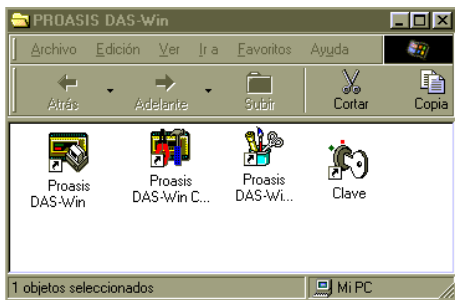 PROASIS DAS-Win
Archivo Edición Ver Ir a Favoritos Ayuda
Atrás Adelante Subir Cortar Copia
Proasis
DAS-Win
Proasis
DAS-Win C...
Proasis
DAS-Wi...
Clave
1 objetos seleccionados Mi PC